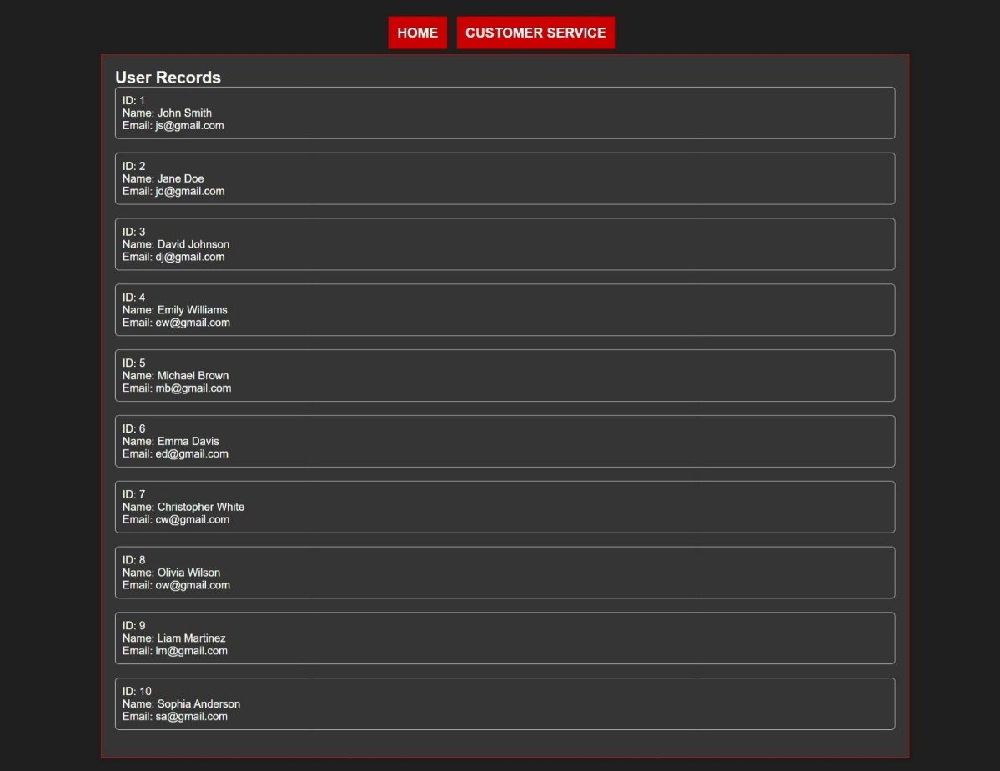 HOME CUSTOMER SERVICE
User Records
ID: 1
Name: John Smith
Email: js@gmail.com
ID: 2
Name: Jane Doe
Email: jd@gmail.com
ID: 3
Name: David Johnson
Email: dj@gmail.com
ID: 4
Name: Emily Williams
Email: ew@gmail.com
ID: 5
Name: Michael Brown
Email: mb@gmail.com
ID: 6
Name: Emma Davis
Email: ed@gmail.com
ID: 7
Name: Christopher White
Email: cw@gmail.com
ID: 8
Name: Olivia Wilson
Email: ow@gmail.com
ID: 9
Name: Liam Martinez
Email: lm@gmail.com
ID: 10
Name: Sophia Anderson
Email: sa@gmail.com